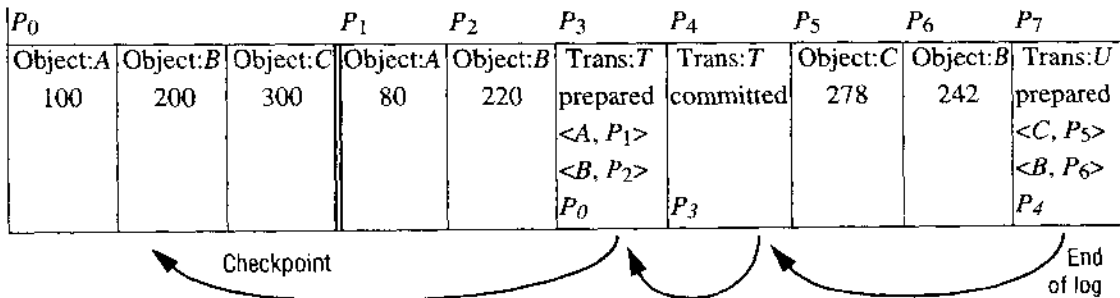 P0 P1 P2 P3 P4 P5 P6 P7
Object:A Object:B Object:C Object:A Object:B Trans:T Trans:T Object:C Object:B Trans:U
100 200 300 80 220 prepared committed 278 242 prepared
<A, P1> <C, P5>
<B, P2> <B, P6>
P0 P3 P4
Checkpoint End
of log